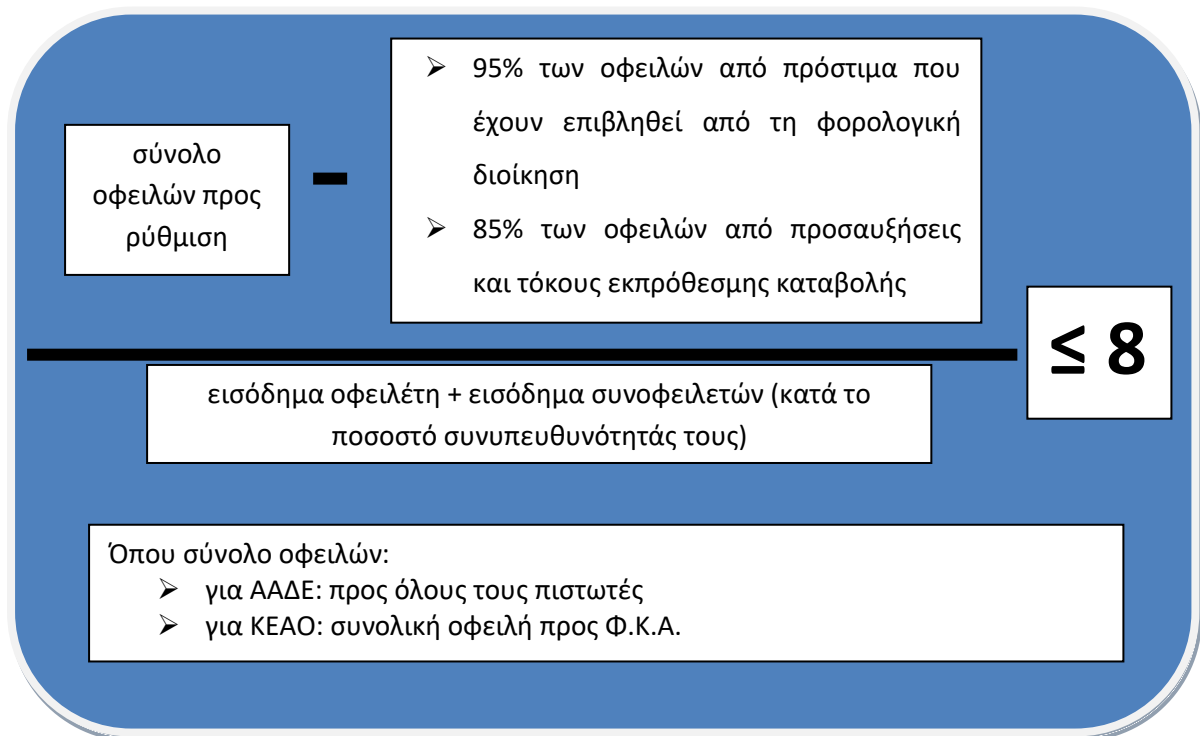 σύνολο
οφειλών προς
ρύθμιση
-
➢ 95% των οφειλών από πρόστιμα που
έχουν επιβληθεί από τη φορολογική
διοίκηση
➢ 85% των οφειλών από προσαυξήσεις
και τόκους εκπρόθεσμης καταβολής
≤ 8
εισόδημα οφειλέτη + εισόδημα συνοφειλετών (κατά το
ποσοστό συνυπευθυνότητάς τους)
Όπου σύνολο οφειλών:
➢ για ΑΑΔΕ: προς όλους τους πιστωτές
➢ για ΚΕΑΟ: συνολική οφειλή προς Φ.Κ.Α.